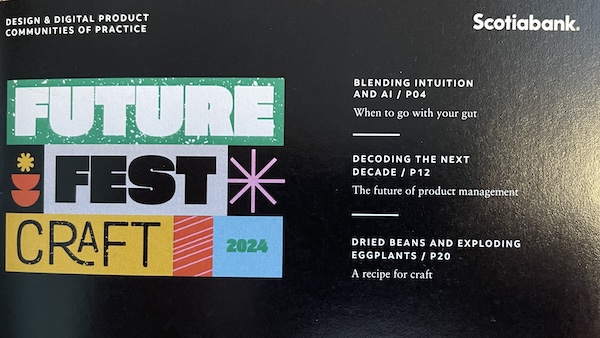 DESIGN & DIGITAL PRODUCT
COMMUNITIES OF PRACTICE
Scotiabank®
FUTURE
FEST
CRAFT
2024
BLENDING INTUITION
AND AI / P04
When to go with your gut
DECODING THE NEXT
DECADE / P12
The future of product management
DRIED BEANS AND EXPLODING
EGGPLANTS / P20
A recipe for craft